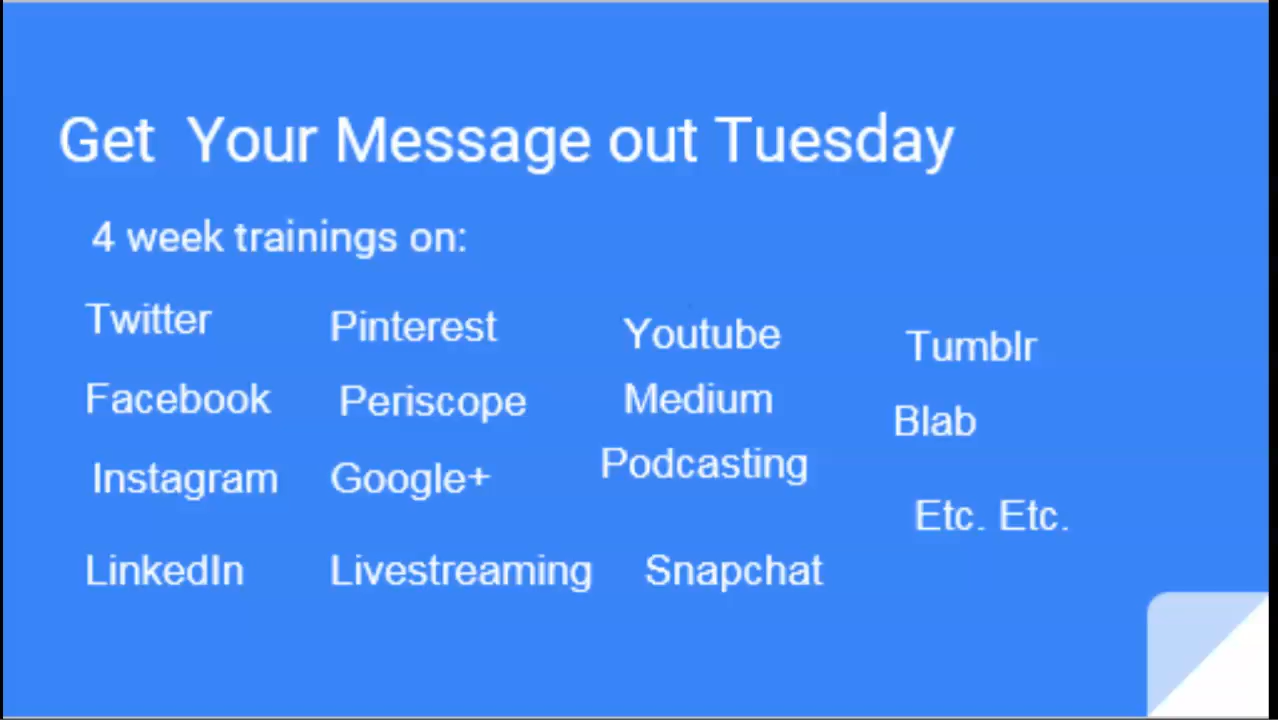 Get Your Message out Tuesday
4 week trainings on:
Twitter Pinterest Youtube Tumblr
Facebook Periscope Medium Blab
Instagram Google+ Podcasting
Etc. Etc.
LinkedIn Livestreaming Snapchat